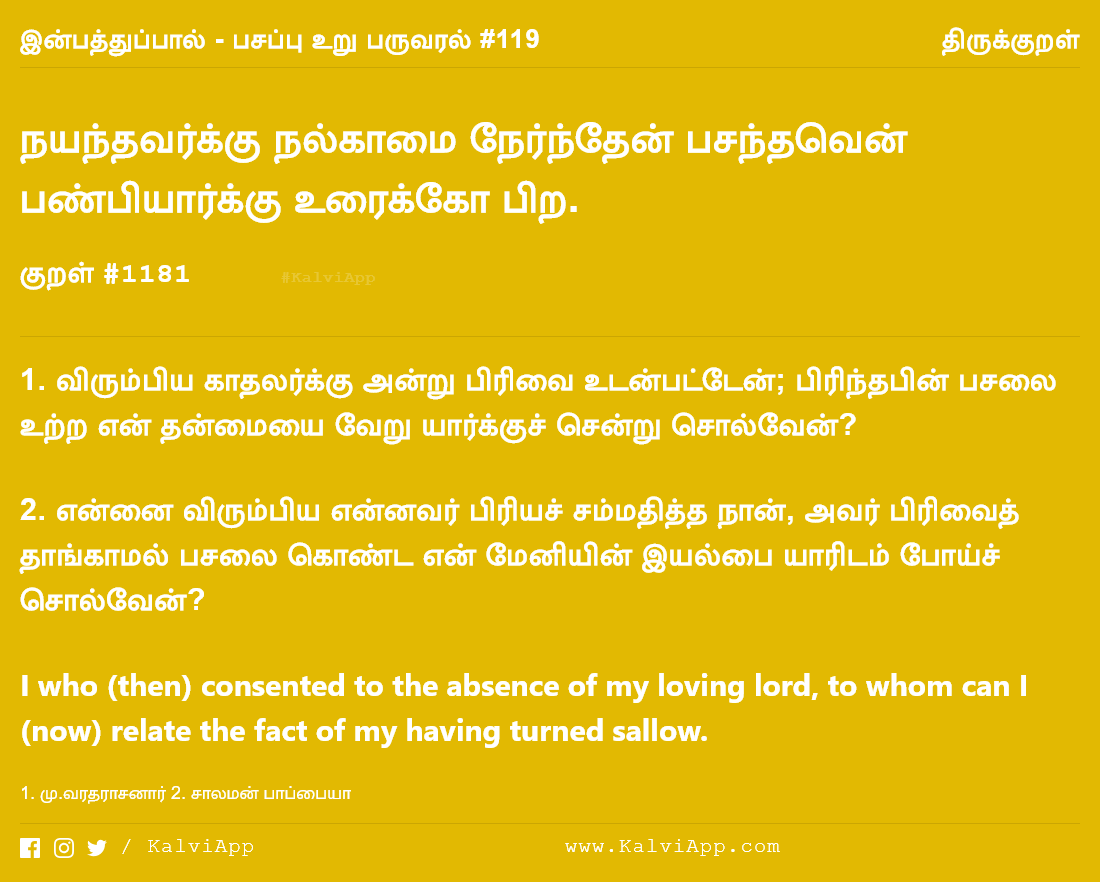 இன்பத்துப்பால் - பசப்பு உறு பருவரல் #119
திருக்குறள்
நயந்தவர்க்கு நல்காமை நேர்ந்தேன் பசந்தவென்
பண்பியார்க்கு உரைக்கோ பிற.
குறள் #1181
#KalviApp
1. விரும்பிய காதலர்க்கு அன்று பிரிவை உடன்பட்டேன்; பிரிந்தபின் பசலை
உற்ற என் தன்மையை வேறு யார்க்குச் சென்று சொல்வேன்?
2. என்னை விரும்பிய என்னவர் பிரியச் சம்மதித்த நான், அவர் பிரிவைத்
தாங்காமல் பசலை கொண்ட என் மேனியின் இயல்பை யாரிடம் போய்ச்
சொல்வேன்?
I who (then) consented to the absence of my loving lord, to whom can I
(now) relate the fact of my having turned sallow.
1. மு.வரதராசனார் 2. சாலமன் பாப்பையா
/ KalviApp
www.KalviApp.com